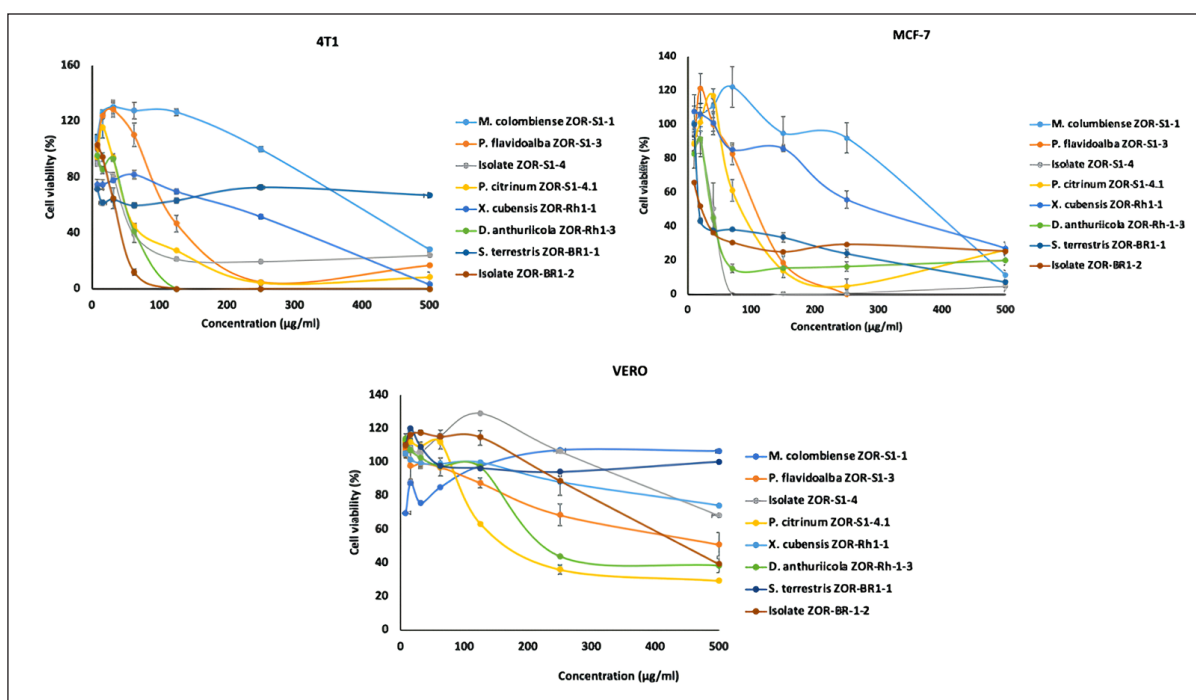 4T1
160
120
80
40
0
Cell viability (%)
0
100
200
300
400
500
Concentration (µg/ml)
M. colombiense ZOR-S1-1
P. flavidoalba ZOR-S1-3
Isolate ZOR-S1-4
P. citrinum ZOR-S1-4.1
X. cubensis ZOR-Rh1-1
D. anthuriicola ZOR-Rh1-3
S. terrestris ZOR-BR1-1
Isolate ZOR-BR1-2
MCF-7
140
120
100
80
60
40
20
0
Cell viability (%)
0
100
200
300
400
500
Concentration (µg/ml)
M. columbiense ZOR-S1-1
P. flavidoalba ZOR-S1-3
Isolate ZOR-S1-4
P. citrinum ZOR-S1-4.1
X. cubensis ZOR-Rh1-1
D. anthuriicola ZOR-Rh-1-3
S. terrestris ZOR-BR1-1
Isolate ZOR-BR1-2
VERO
140
120
100
80
60
40
20
0
Cell viability (%)
0
100
200
300
400
500
Concentration (µg/ml)
M. colombiense ZOR-S1-1
P. flavidoalba ZOR-S1-3
Isolate ZOR-S1-4
P. citrinum ZOR-S1-4.1
X. cubensis ZOR-Rh1-1
D. anthuriicola ZOR-Rh-1-3
S. terrestris ZOR-BR1-1
Isolate ZOR-BR-1-2